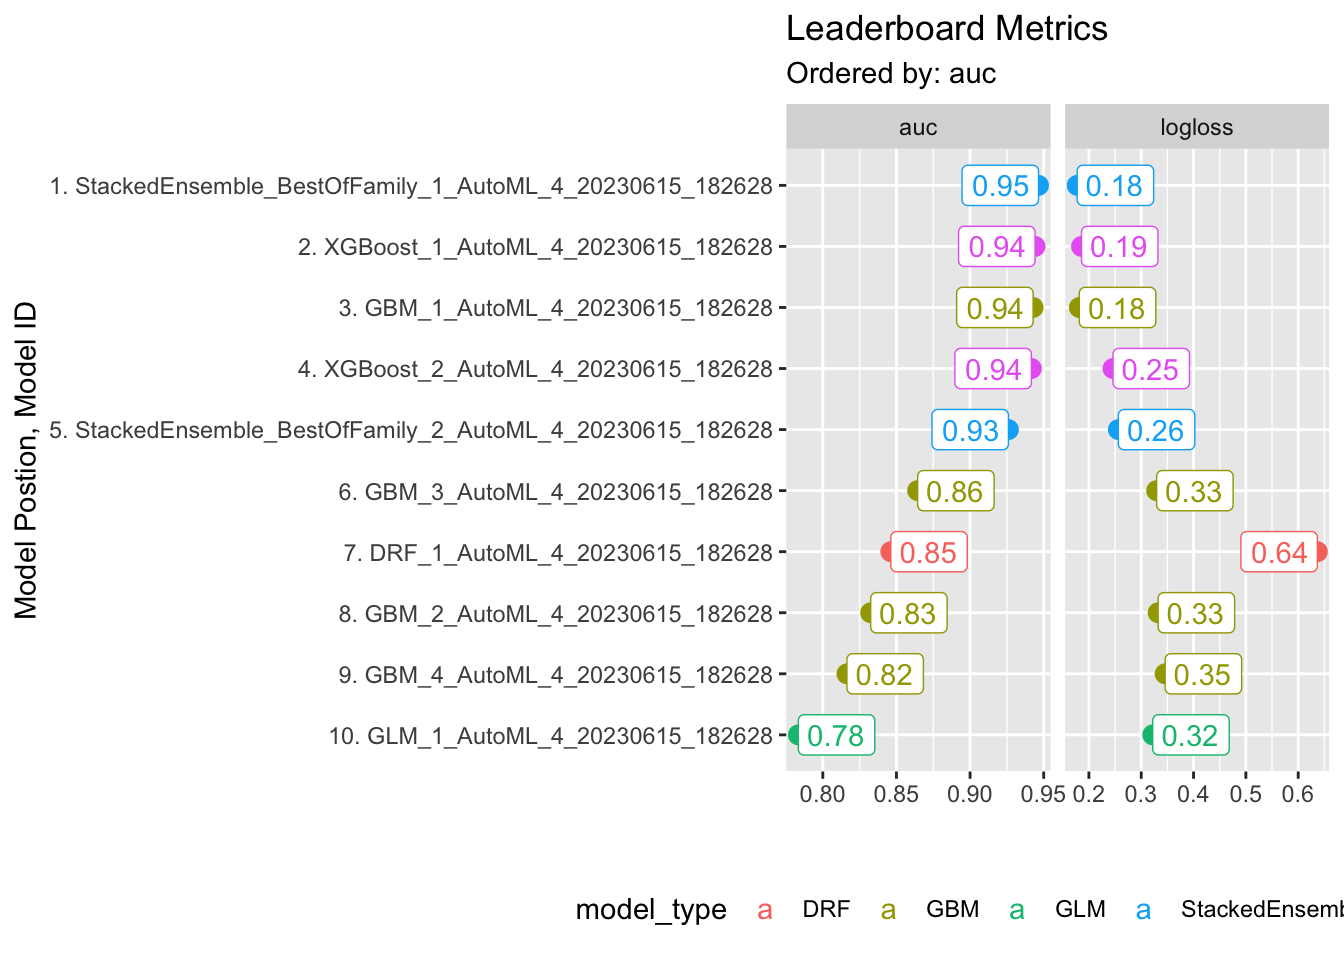 Leaderboard Metrics
Ordered by: auc
auc logloss
Model Postion, Model ID
1. StackedEnsemble_BestOfFamily_1_AutoML_4_20230615_182628 0.95 0.18
2. XGBoost_1_AutoML_4_20230615_182628 0.94 0.19
3. GBM_1_AutoML_4_20230615_182628 0.94 0.18
4. XGBoost_2_AutoML_4_20230615_182628 0.94 0.25
5. StackedEnsemble_BestOfFamily_2_AutoML_4_20230615_182628 0.93 0.26
6. GBM_3_AutoML_4_20230615_182628 0.86 0.33
7. DRF_1_AutoML_4_20230615_182628 0.85 0.64
8. GBM_2_AutoML_4_20230615_182628 0.83 0.33
9. GBM_4_AutoML_4_20230615_182628 0.82 0.35
10. GLM_1_AutoML_4_20230615_182628 0.78 0.32
0.80 0.85 0.90 0.95 0.2 0.3 0.4 0.5 0.6
model_type a DRF a GBM a GLM a StackedEnsemb